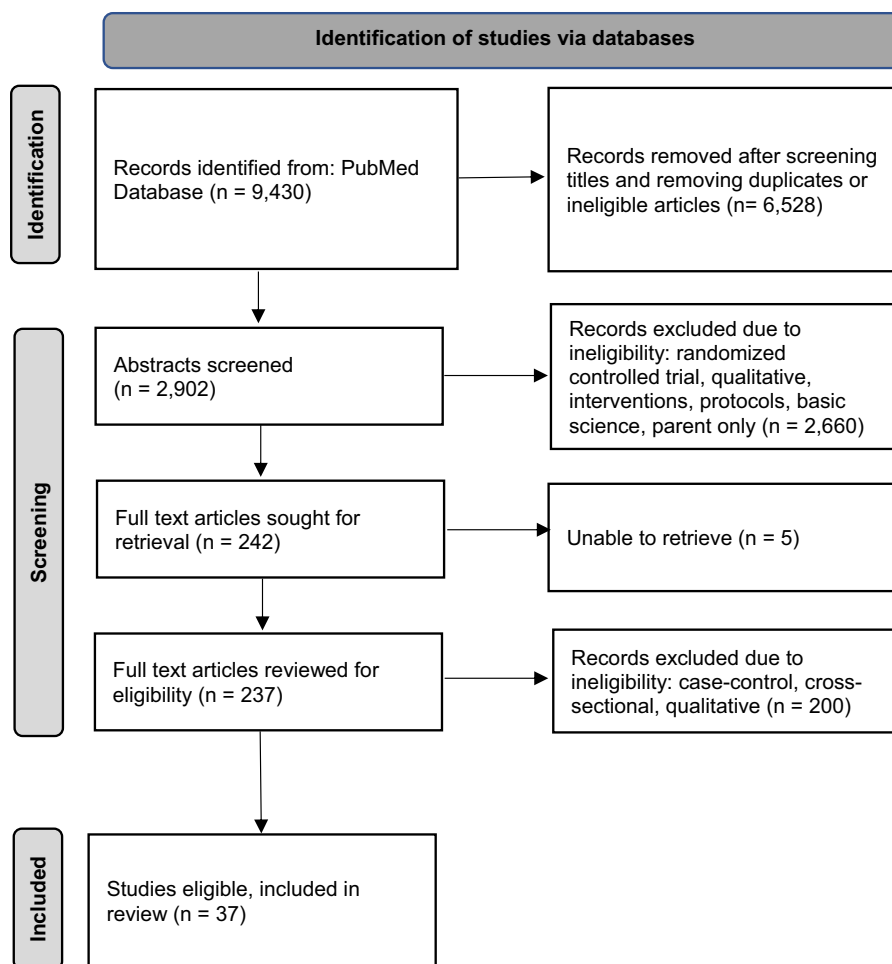 Identification of studies via databases
Identification
Records identified from: PubMed
Database (n = 9,430)
Records removed after screening
titles and removing duplicates or
ineligible articles (n= 6,528)
Screening
Abstracts screened
(n = 2,902)
Records excluded due to
ineligibility: randomized
controlled trial, qualitative,
interventions, protocols, basic
science, parent only (n = 2,660)
Full text articles sought for
retrieval (n = 242)
Unable to retrieve (n = 5)
Full text articles reviewed for
eligibility (n = 237)
Records excluded due to
ineligibility: case-control, cross-
sectional, qualitative (n = 200)
Included
Studies eligible, included in
review (n = 37)